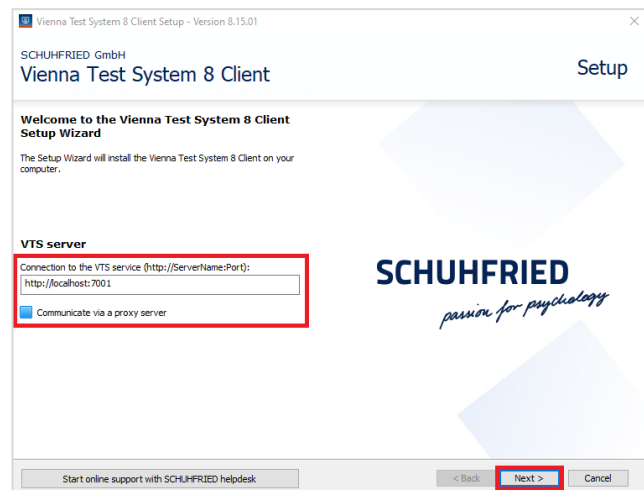 Vienna Test System 8 Client Setup - Version 8.15.01
SCHUHFRIED GmbH
Vienna Test System 8 Client
Setup
Welcome to the Vienna Test System 8 Client
Setup Wizard
The Setup Wizard will install the Vienna Test System 8 Client on your
computer.
VTS server
Connection to the VTS service (http://ServerName:Port):
http://localhost:7001
Communicate via a proxy server
SCHUHFRIED
passion for psychology
Start online support with SCHUHFRIED helpdesk
< Back
Next >
Cancel